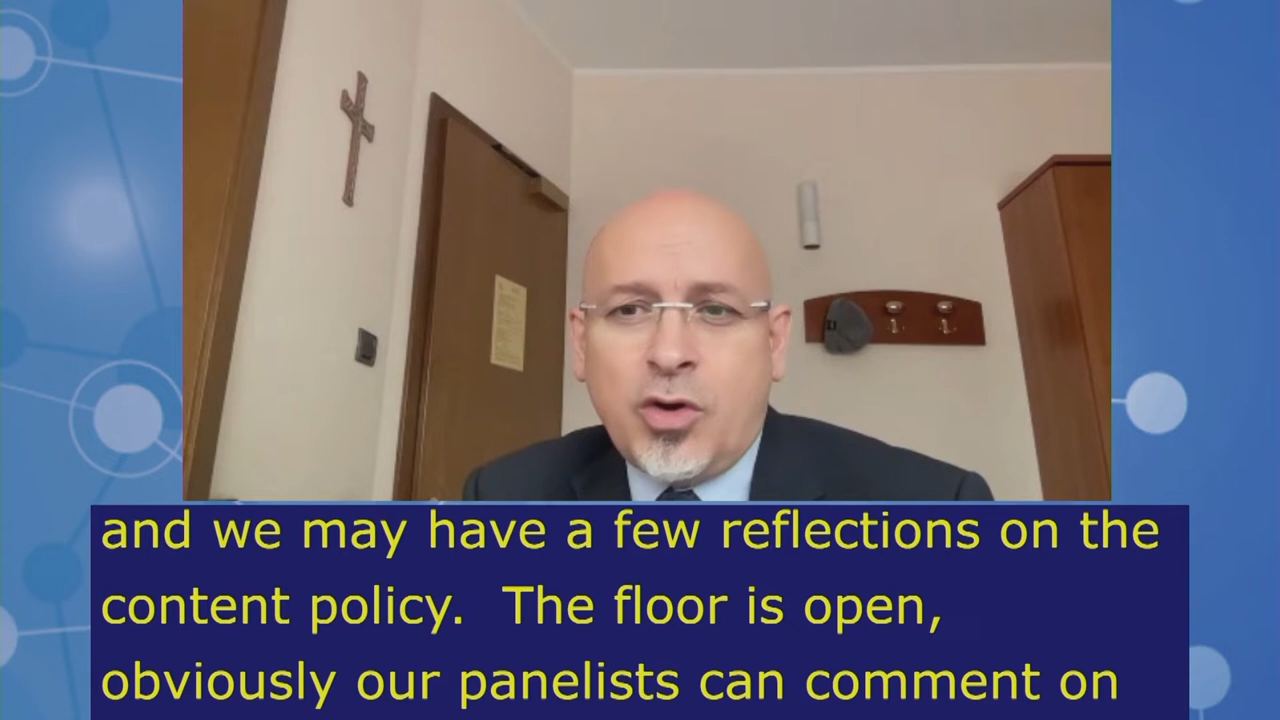 and we may have a few reflections on the
content policy.  The floor is open,
obviously our panelists can comment on